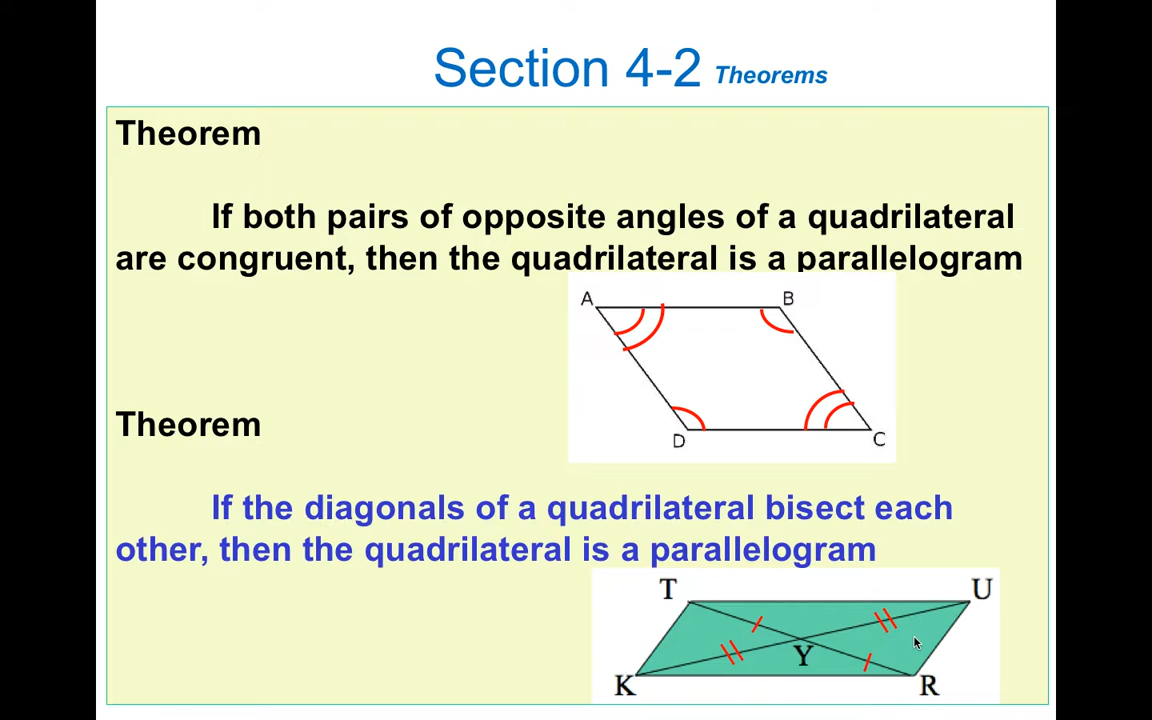 Section 4-2 Theorems
Theorem
If both pairs of opposite angles of a quadrilateral
are congruent, then the quadrilateral is a parallelogram
A B
D C
Theorem
If the diagonals of a quadrilateral bisect each
other, then the quadrilateral is a parallelogram
T U
Y
K R